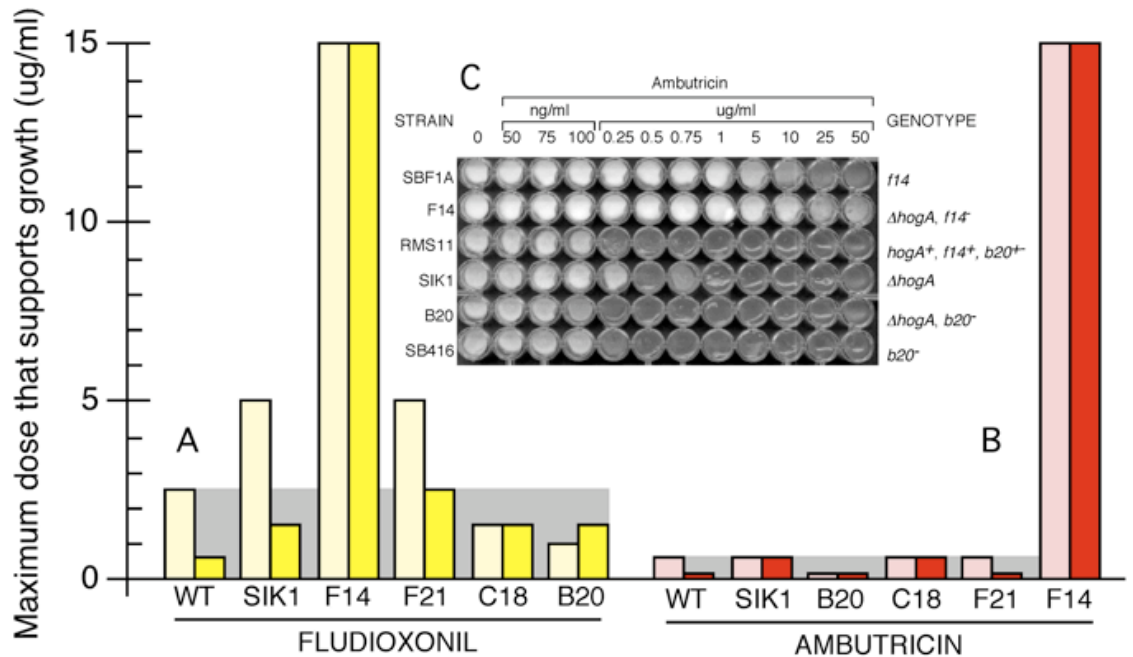 Maximum dose that supports growth (ug/ml)
15
10
5
0
A
B
C
Ambutricin
ng/ml ug/ml
STRAIN 0 50 75 100 0.25 0.5 0.75 1 5 10 25 50 GENOTYPE
SBF1A f14
F14 ΔhogA, f14-
RMS11 hogA+, f14+, b20+-
SIK1 ΔhogA
B20 ΔhogA, b20-
SB416 b20-
WT SIK1 F14 F21 C18 B20
FLUDIOXONIL
WT SIK1 B20 C18 F21 F14
AMBUTRICIN